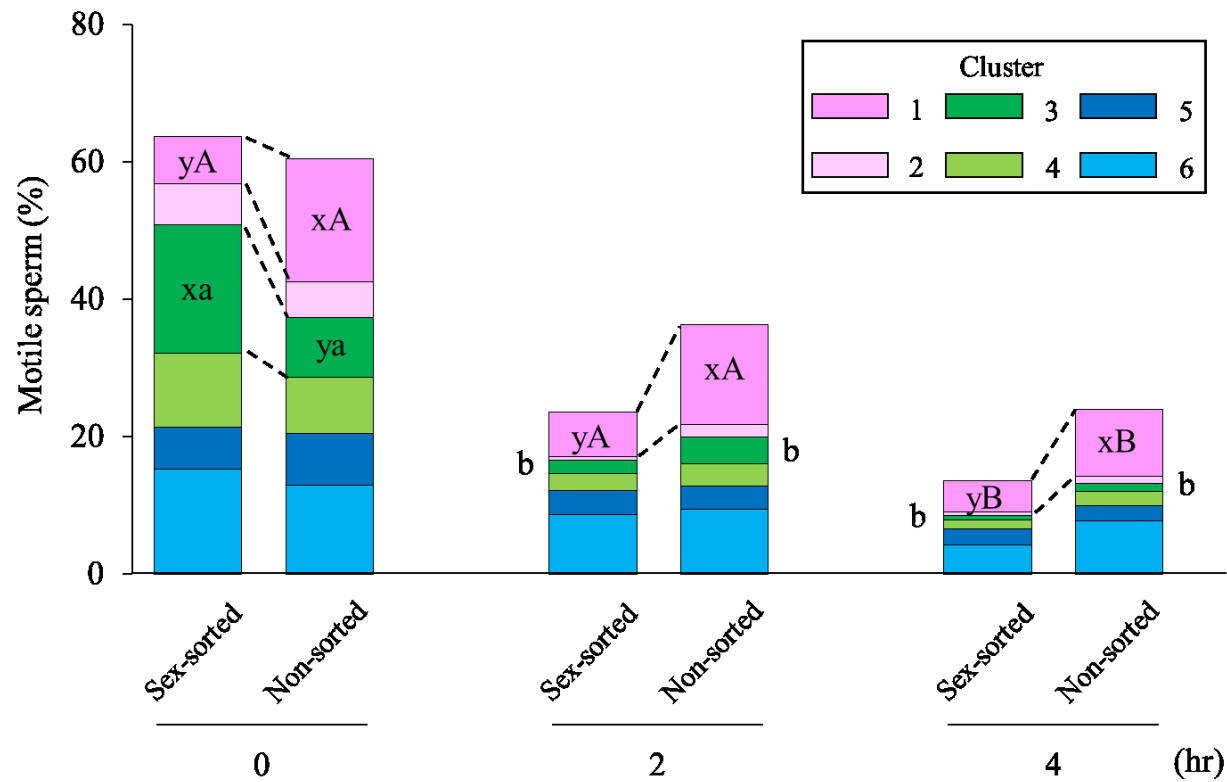 80
60
40
20
0
Motile sperm (%)
Cluster
1 3 5
2 4 6
yA
xA
xa
ya
xA
yA
b
b
xB
yB
b
b
Sex-sorted
Non-sorted
Sex-sorted
Non-sorted
Sex-sorted
Non-sorted
0 2 4 (hr)